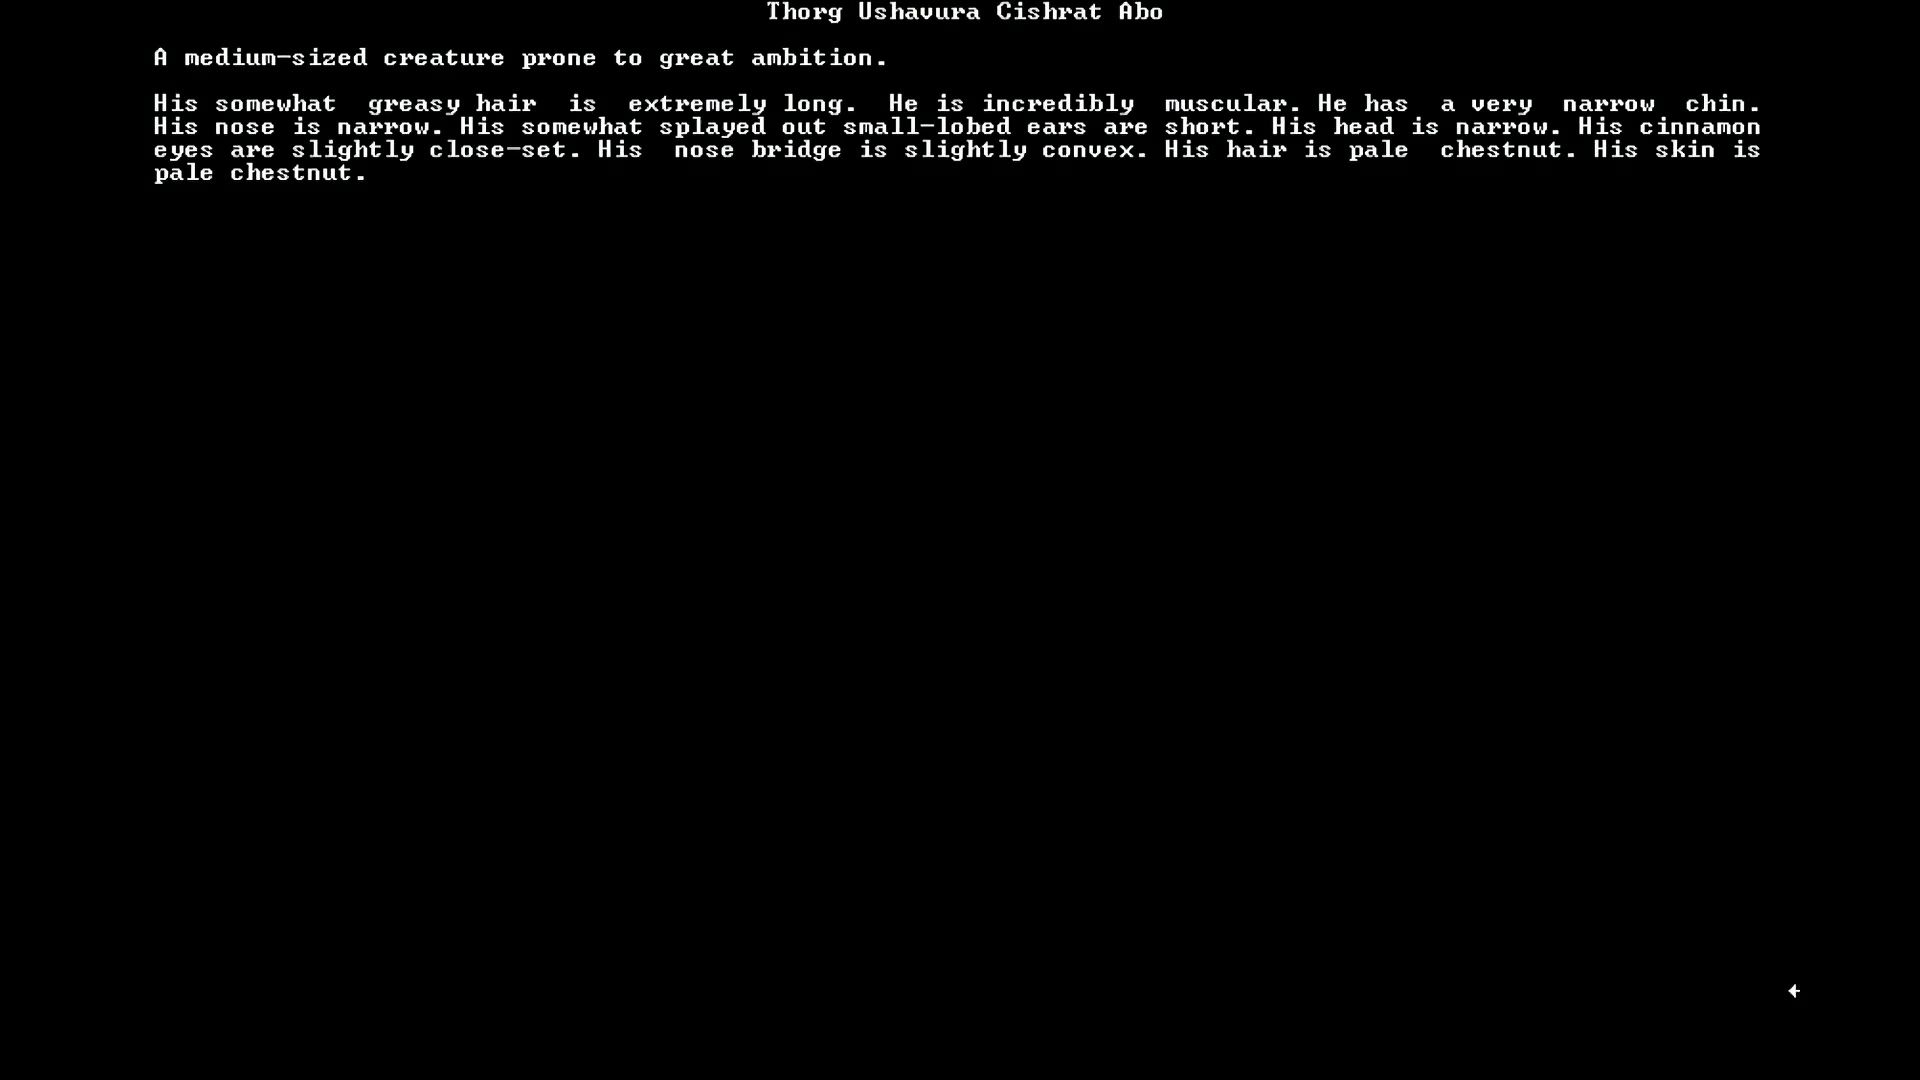 Thorg Ushavura Cishrat Abo
A medium-sized creature prone to great ambition.
His somewhat greasy hair is extremely long. He is incredibly muscular. He has a very narrow chin.
His nose is narrow. His somewhat splayed out small-lobed ears are short. His head is narrow. His cinnamon
eyes are slightly close-set. His nose bridge is slightly convex. His hair is pale chestnut. His skin is
pale chestnut.